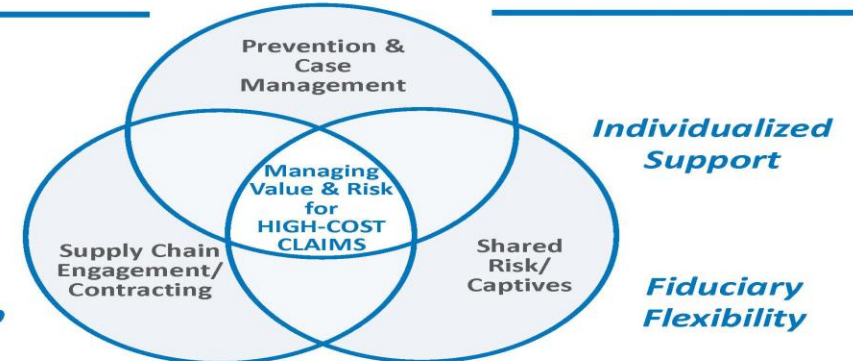 Prevention &
Case
Management
Individualized
Support
Managing
Value & Risk
for
HIGH-COST
CLAIMS
Supply Chain
Engagement/
Contracting
Shared
Risk/
Captives
Fiduciary
Flexibility